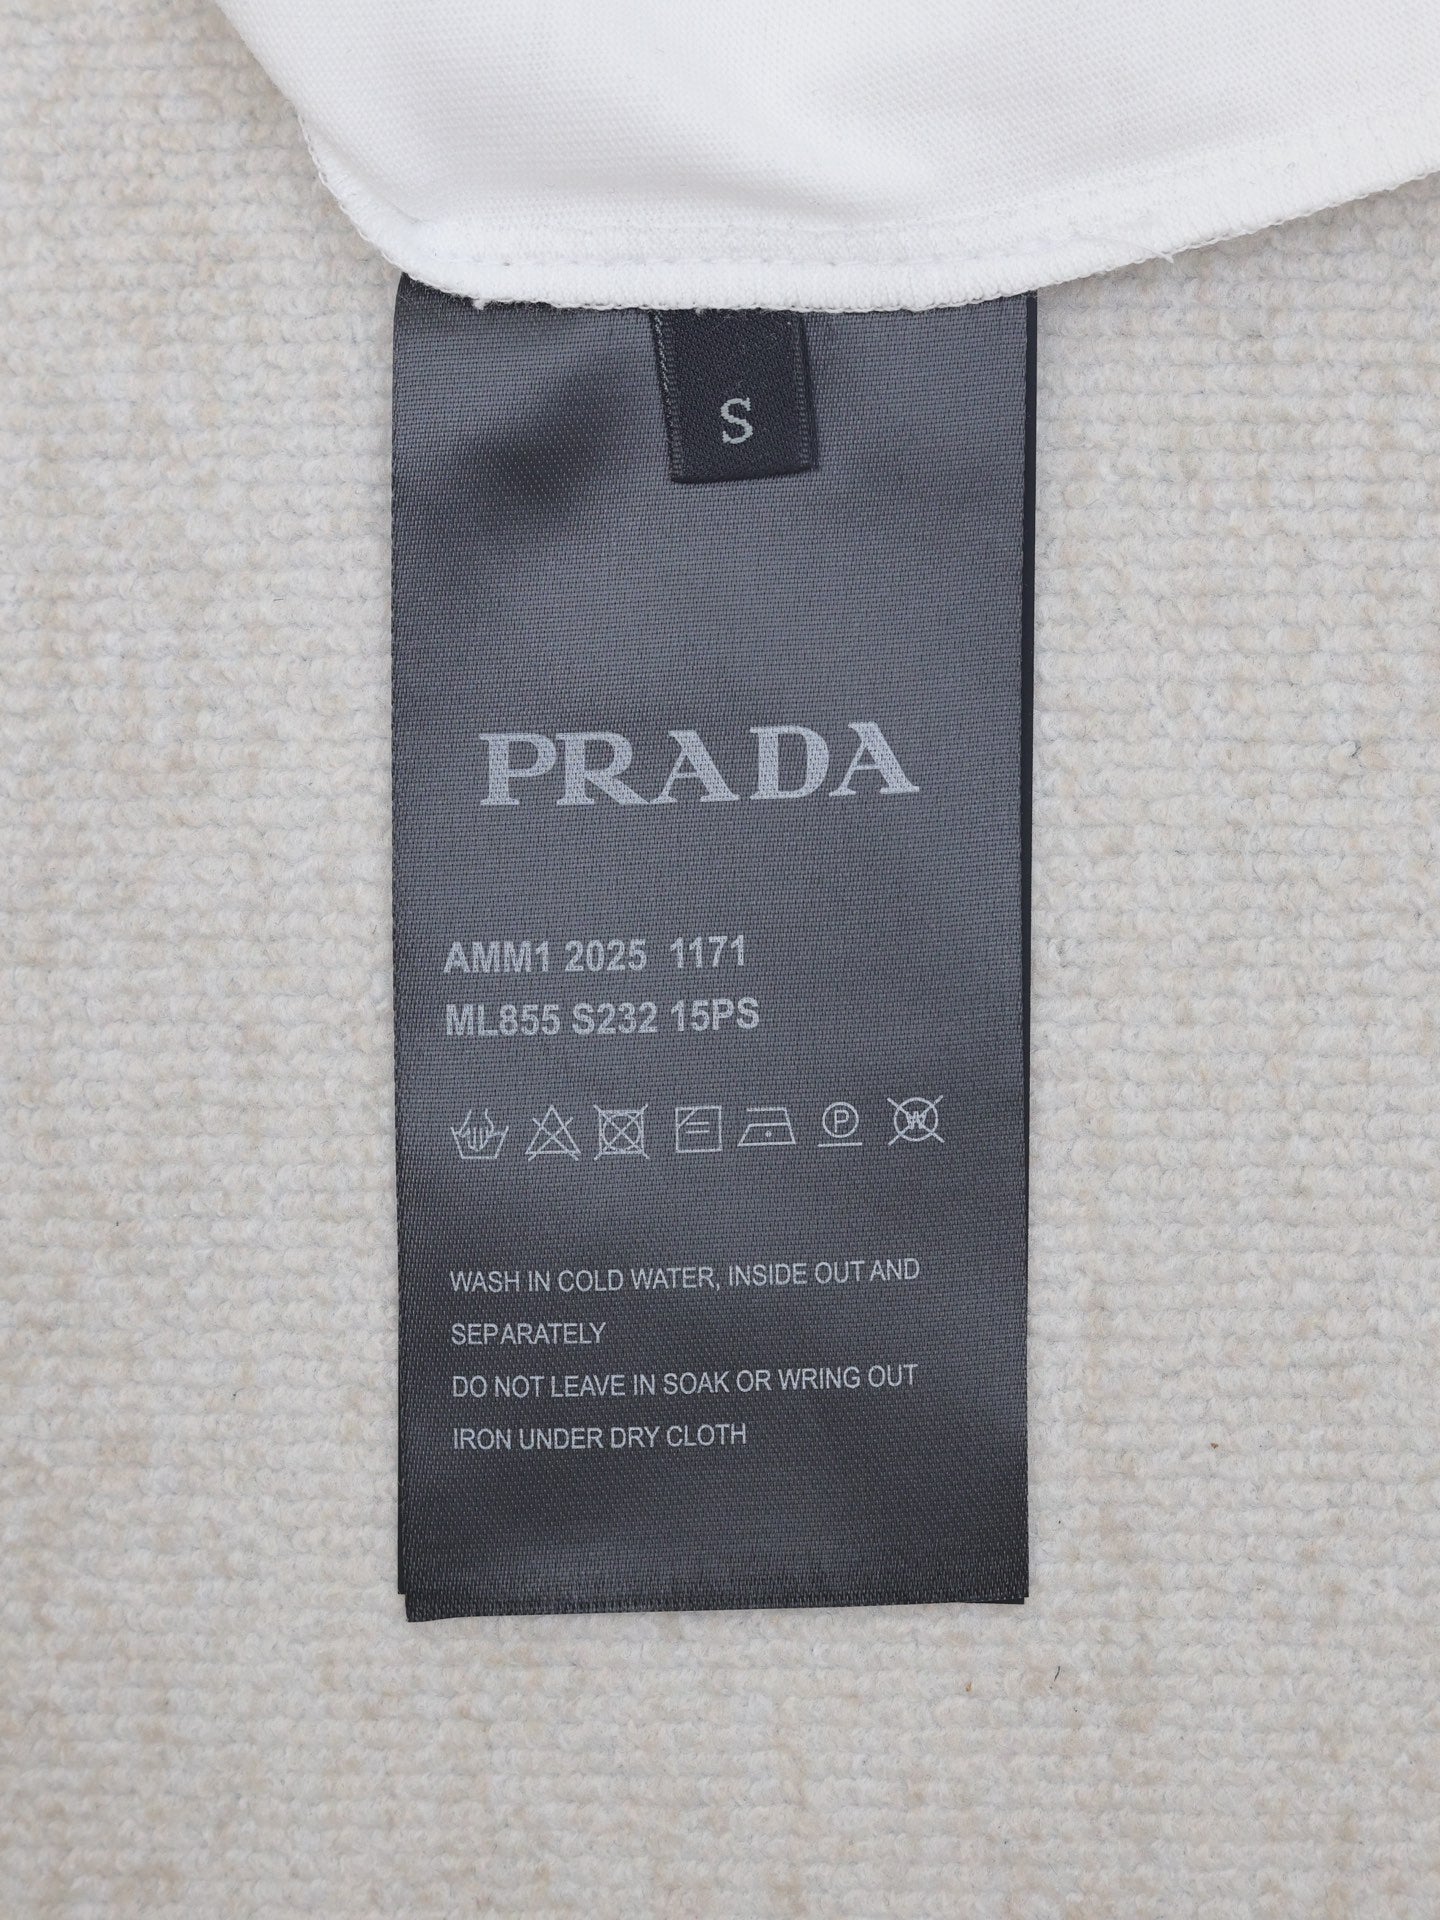 S
PRADA
AMM1 2025 1171
ML855 S232 15PS
P
W
WASH IN COLD WATER, INSIDE OUT AND
SEPARATELY
DO NOT LEAVE IN SOAK OR WRING OUT
IRON UNDER DRY CLOTH